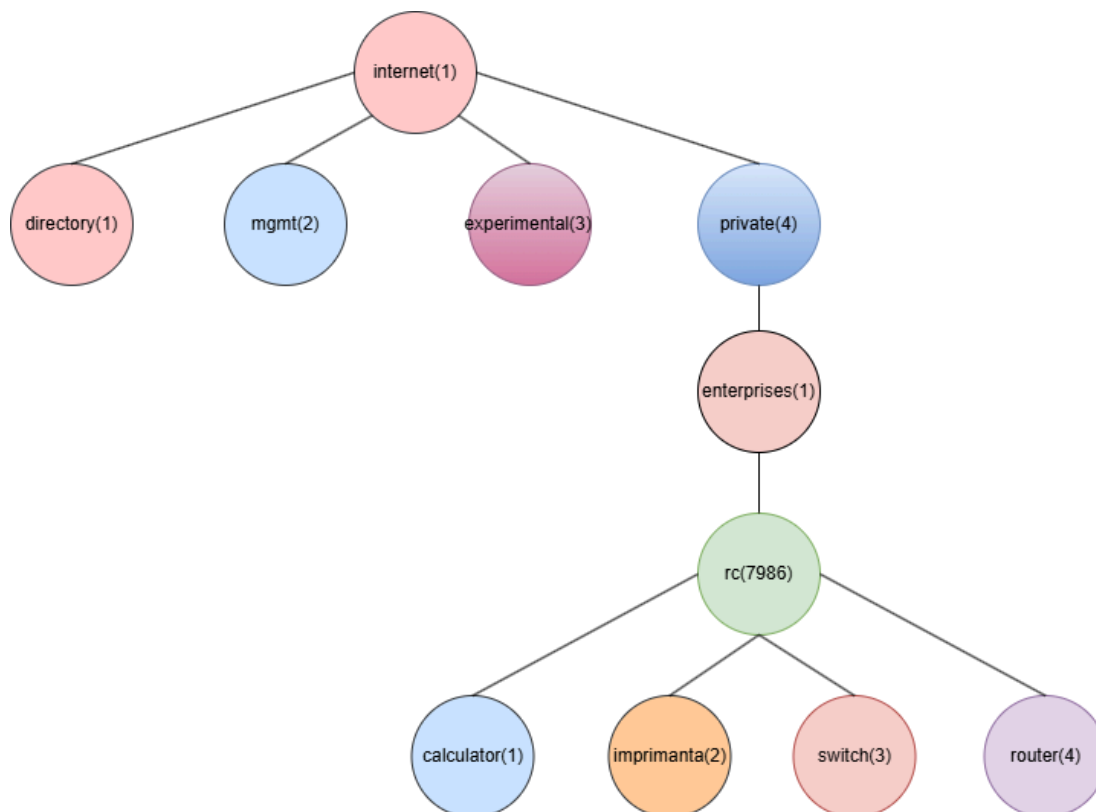 internet(1)
directory(1)
mgmt(2)
experimental(3)
private(4)
enterprises(1)
rc(7986)
calculator(1)
imprimanta(2)
switch(3)
router(4)